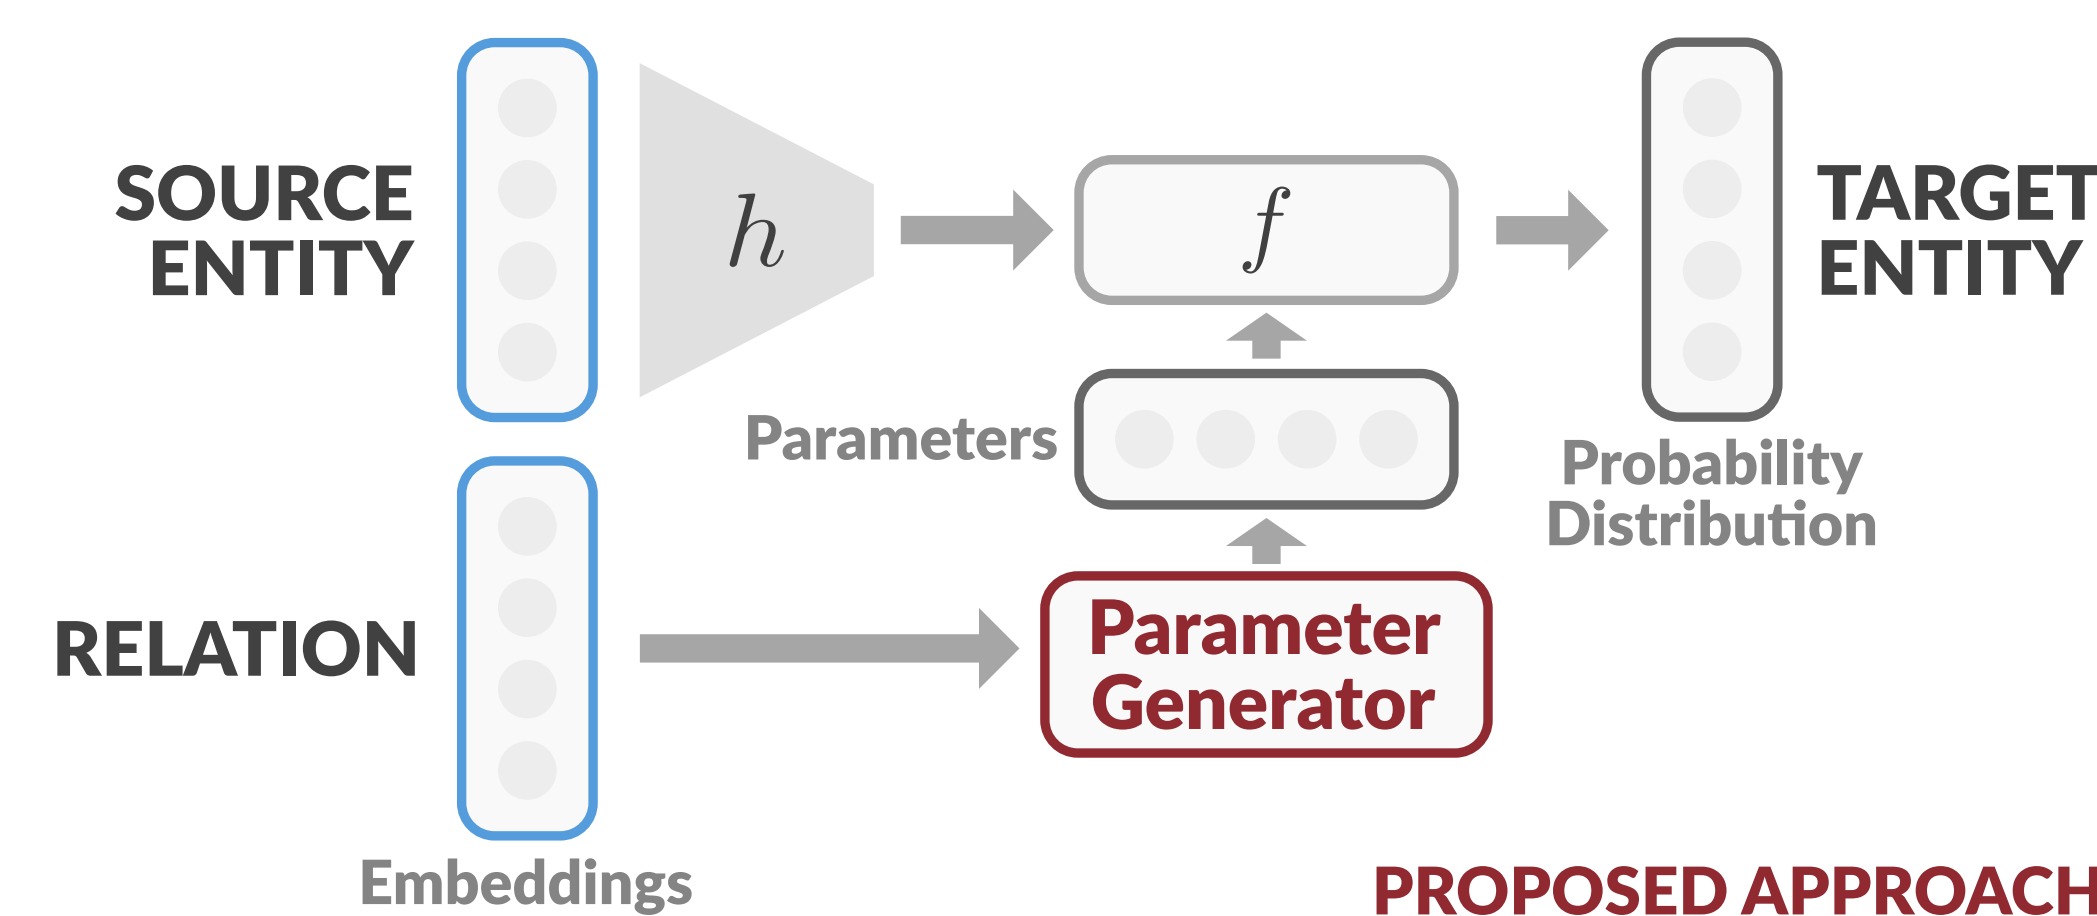 SOURCE
ENTITY
h
f
TARGET
ENTITY
Parameters
Probability
Distribution
RELATION
Parameter
Generator
Embeddings
PROPOSED APPROACH